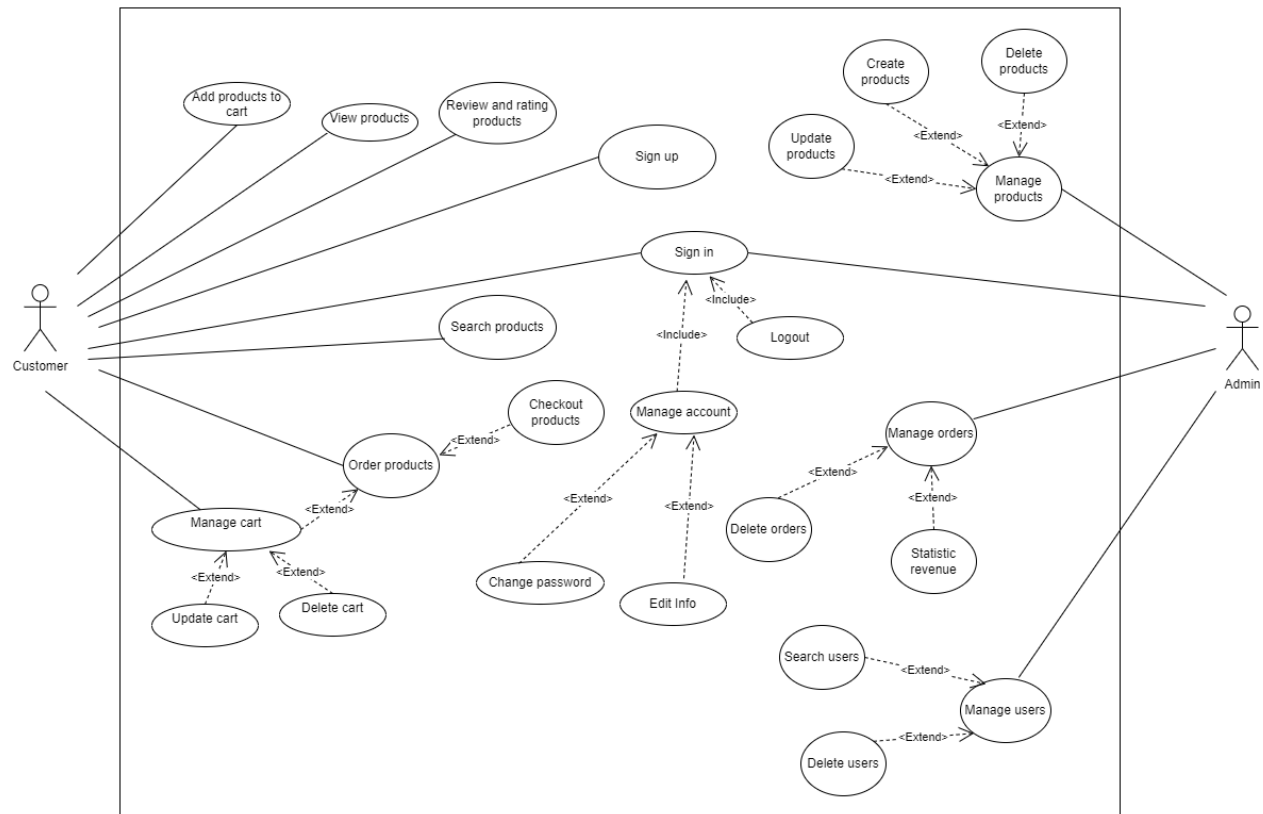 Delete
products
Create
products
Add products to
cart
View products
Review and rating
products
<Extend>
<Extend>
Update
products
Sign up
<Extend>
Manage
products
Sign in
<Include>
Search products
<Include>
Logout
Customer
Admin
Checkout
products
Manage account
<Extend>
Manage orders
Order products
<Extend>
<Extend>
<Extend>
<Extend>
<Extend>
Manage cart
Delete orders
Statistic
revenue
<Extend>
<Extend>
Change password
Edit Info
Delete cart
Update cart
Search users
<Extend>
Manage users
<Extend>
Delete users